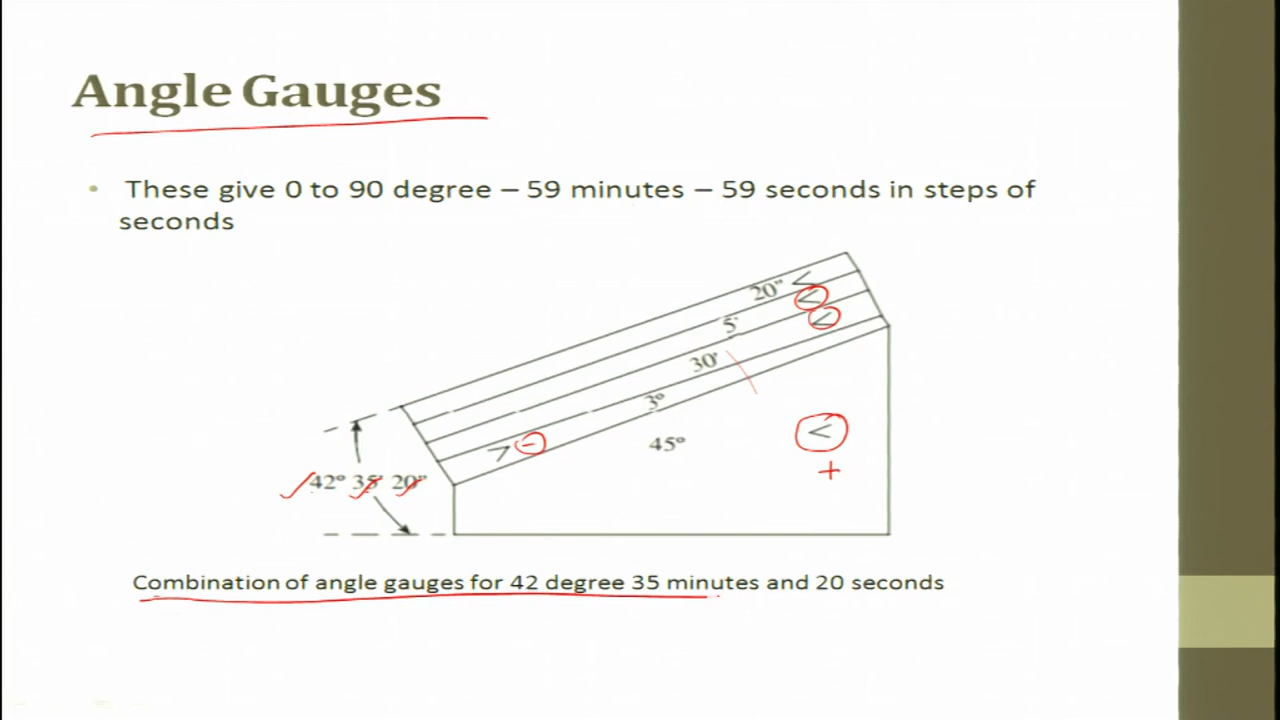 Angle Gauges
• These give 0 to 90 degree – 59 minutes – 59 seconds in steps of
seconds
20" <
5' <
30' <
3°
> −
45° <
+
42° 35' 20"
Combination of angle gauges for 42 degree 35 minutes and 20 seconds